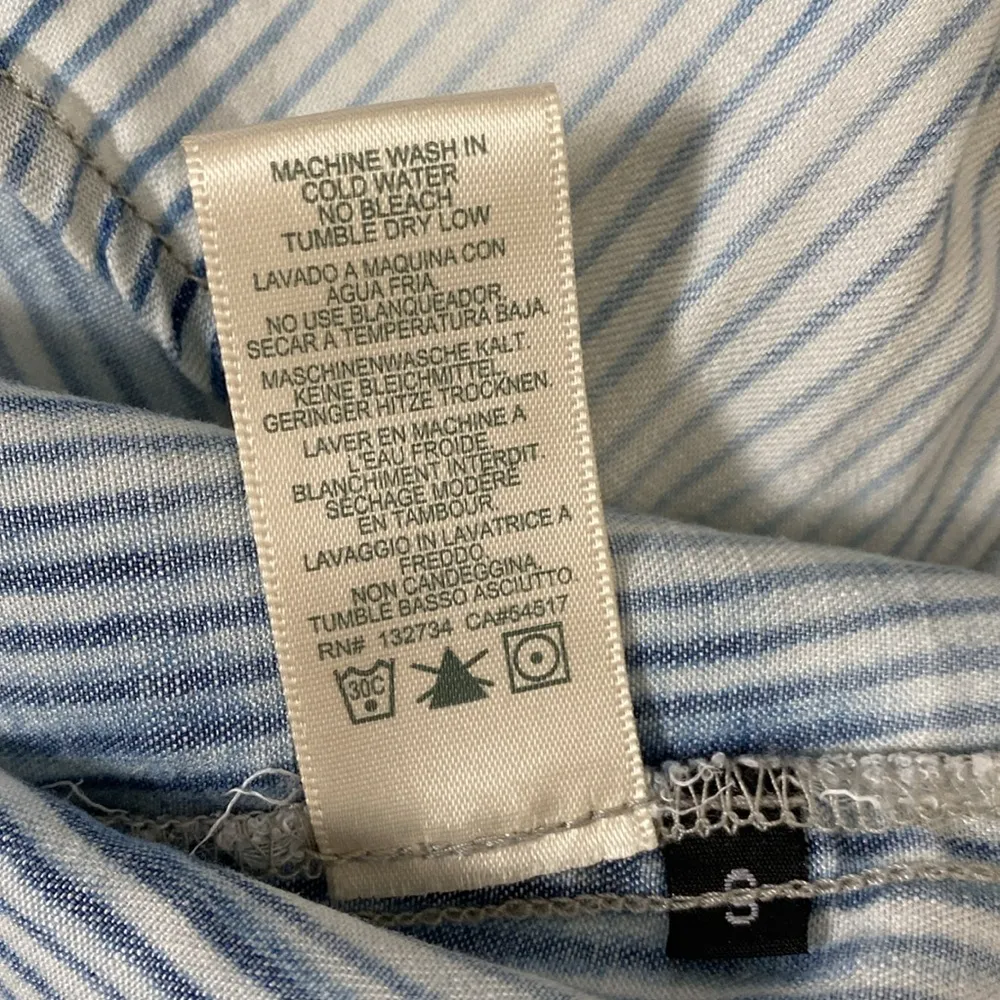 MACHINE WASH IN
COLD WATER
NO BLEACH
TUMBLE DRY LOW
LAVADO A MAQUINA CON
AGUA FRIA.
NO USE BLANQUEADOR.
SECAR A TEMPERATURA BAJA.
MASCHINENWASCHE KALT.
KEINE BLEICHMITTEL.
GERINGER HITZE TROCKNEN.
LAVER EN MACHINE A
L'EAU FROIDE.
BLANCHIMENT INTERDIT.
SECHAGE MODERE
EN TAMBOUR.
LAVAGGIO IN LAVATRICE A
FREDDO.
NON CANDEGGINA.
TUMBLE BASSO ASCIUTTO.
RN# 132734 CA#54517
30C
S